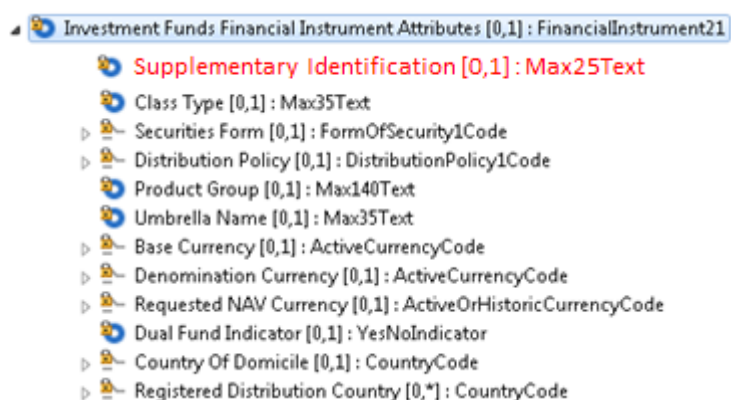 Investment Funds Financial Instrument Attributes [0,1] : FinancialInstrument21
Supplementary Identification [0,1] : Max25Text
Class Type [0,1] : Max35Text
Securities Form [0,1] : FormOfSecurity1Code
Distribution Policy [0,1] : DistributionPolicy1Code
Product Group [0,1] : Max140Text
Umbrella Name [0,1] : Max35Text
Base Currency [0,1] : ActiveCurrencyCode
Denomination Currency [0,1] : ActiveCurrencyCode
Requested NAV Currency [0,1] : ActiveOrHistoricCurrencyCode
Dual Fund Indicator [0,1] : YesNoIndicator
Country Of Domicile [0,1] : CountryCode
Registered Distribution Country [0,*] : CountryCode